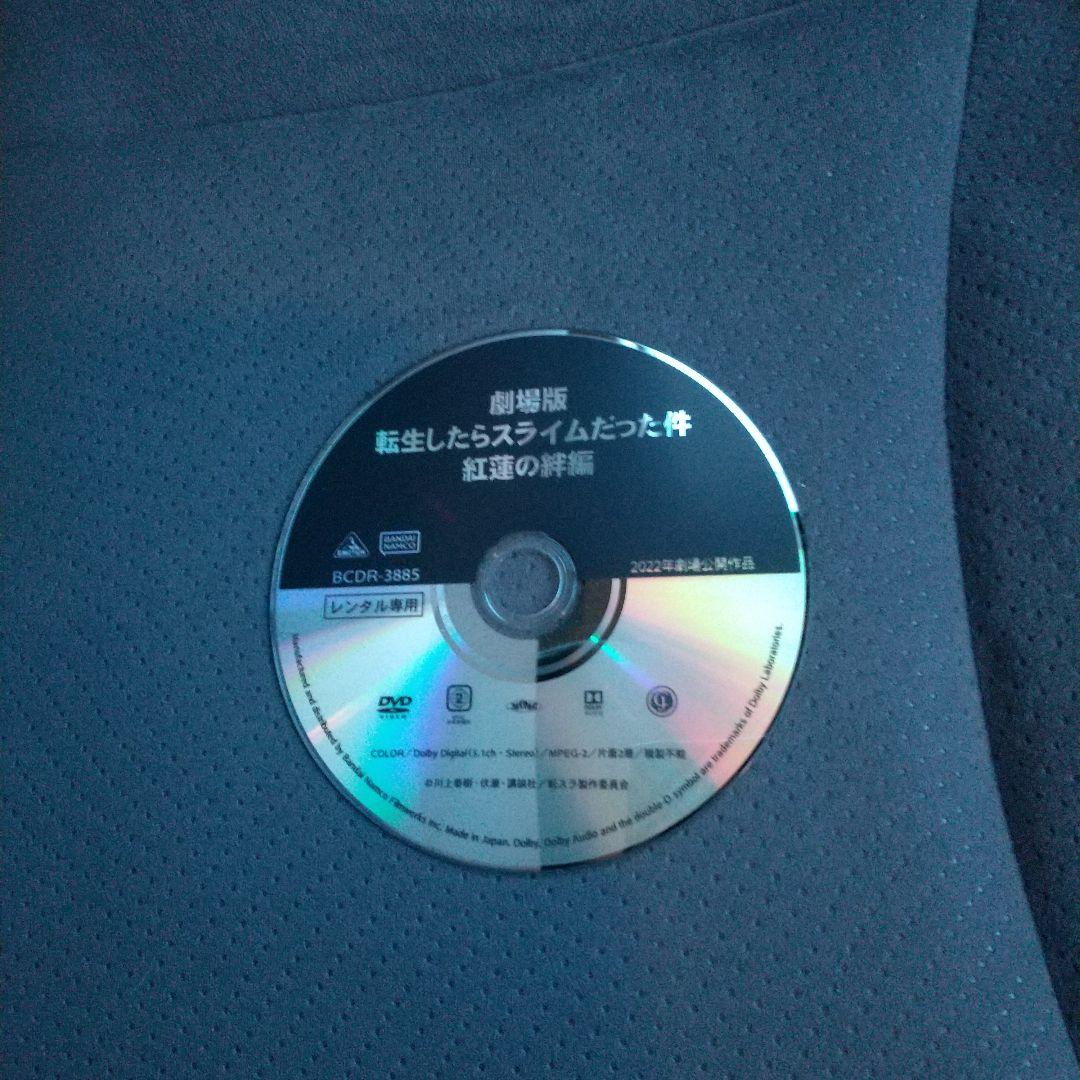 劇場版
転生したらスライムだった件
紅蓮の絆編
BANDAI
NAMCO
BCDR-3885
2022年劇場公開作品
レンタル専用
DVD
VIDEO
2
COLOR/Dolby Digital(5.1ch・Stereo)/MPEG-2/片面2層/複製不能
©川上泰樹・伏瀬・講談社/転スラ製作委員会
Manufactured and distributed by Bandai Namco Filmworks Inc. Made in Japan. Dolby, Dolby Audio and the double-D symbol are trademarks of Dolby Laboratories.